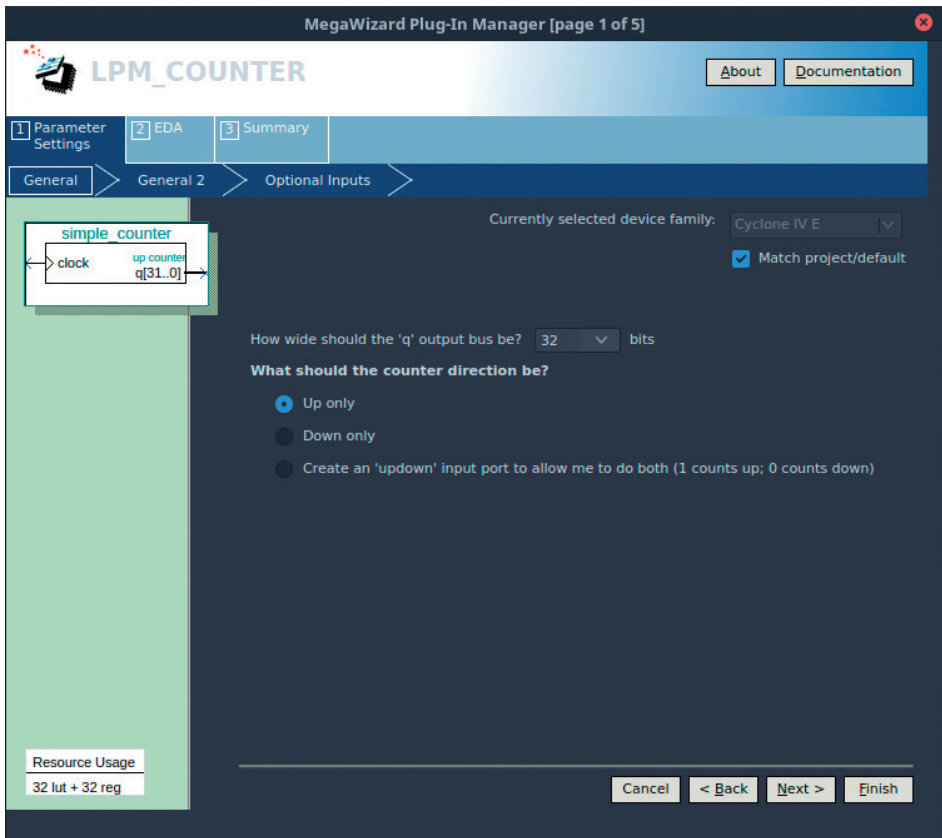 MegaWizard Plug-In Manager [page 1 of 5]
LPM_COUNTER
About
Documentation
1 Parameter
Settings
2 EDA
3 Summary
General
General 2
Optional Inputs
simple_counter
clock
up counter
q[31..0]
Currently selected device family:
Cyclone IV E
Match project/default
How wide should the 'q' output bus be? 32 bits
What should the counter direction be?
Up only
Down only
Create an 'updown' input port to allow me to do both (1 counts up; 0 counts down)
Resource Usage
32 lut + 32 reg
Cancel
< Back
Next >
Finish